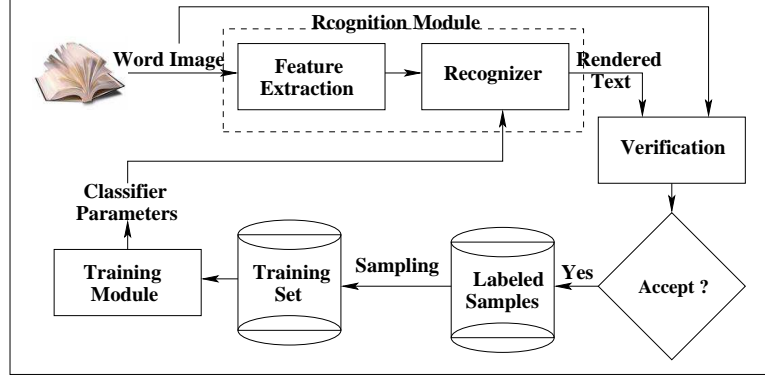 Rcognition Module
Word Image
Feature
Extraction
Recognizer
Rendered
Text
Verification
Classifier
Parameters
Training
Module
Training
Set
Sampling
Labeled
Samples
Yes
Accept ?